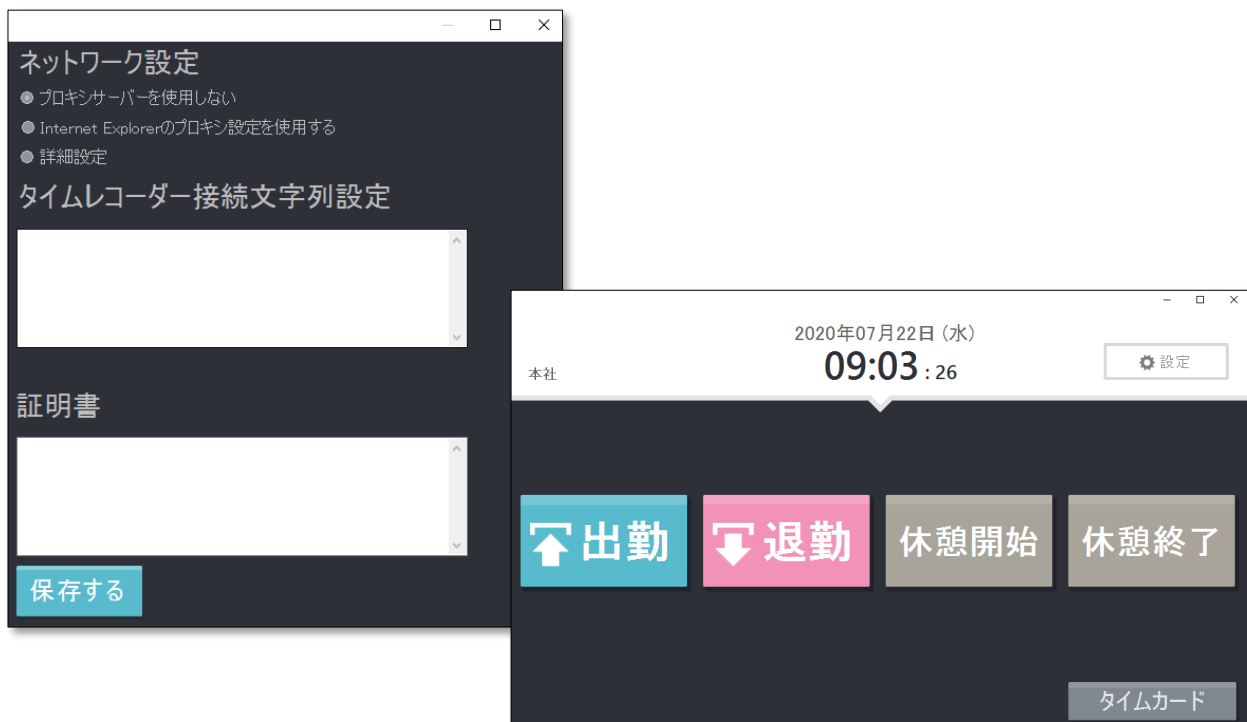 ネットワーク設定
プロキシサーバーを使用しない
Internet Explorerのプロキシ設定を使用する
詳細設定
タイムレコーダー接続文字列設定
証明書
保存する
2020年07月22日(水)
本社
09:03:26
設定
出勤
退勤
休憩開始
休憩終了
タイムカード